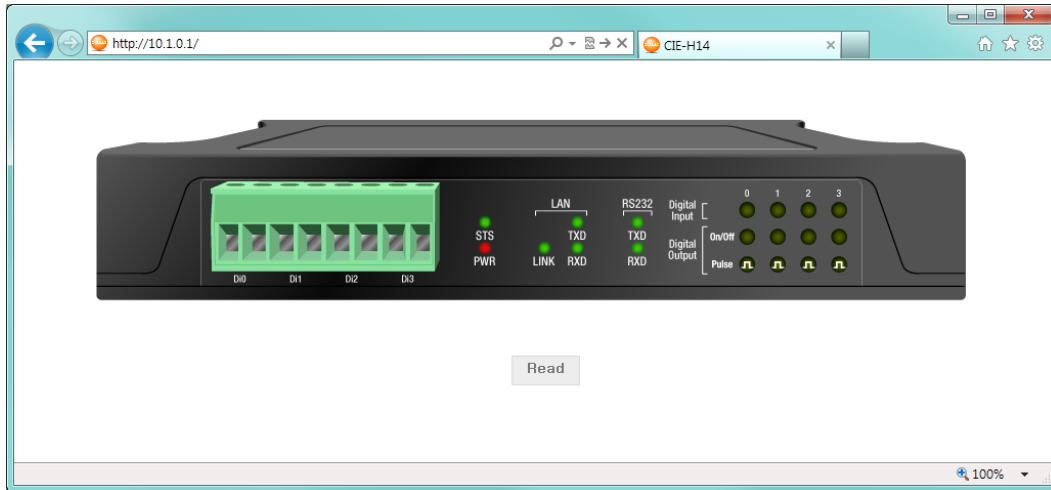 http://10.1.0.1/
CIE-H14
LAN
RS232
Digital
Input
0 1 2 3
STS
TXD
TXD
Digital
Output
On/Off
PWR
LINK RXD
RXD
Pulse
Di0 Di1 Di2 Di3
Read
100%